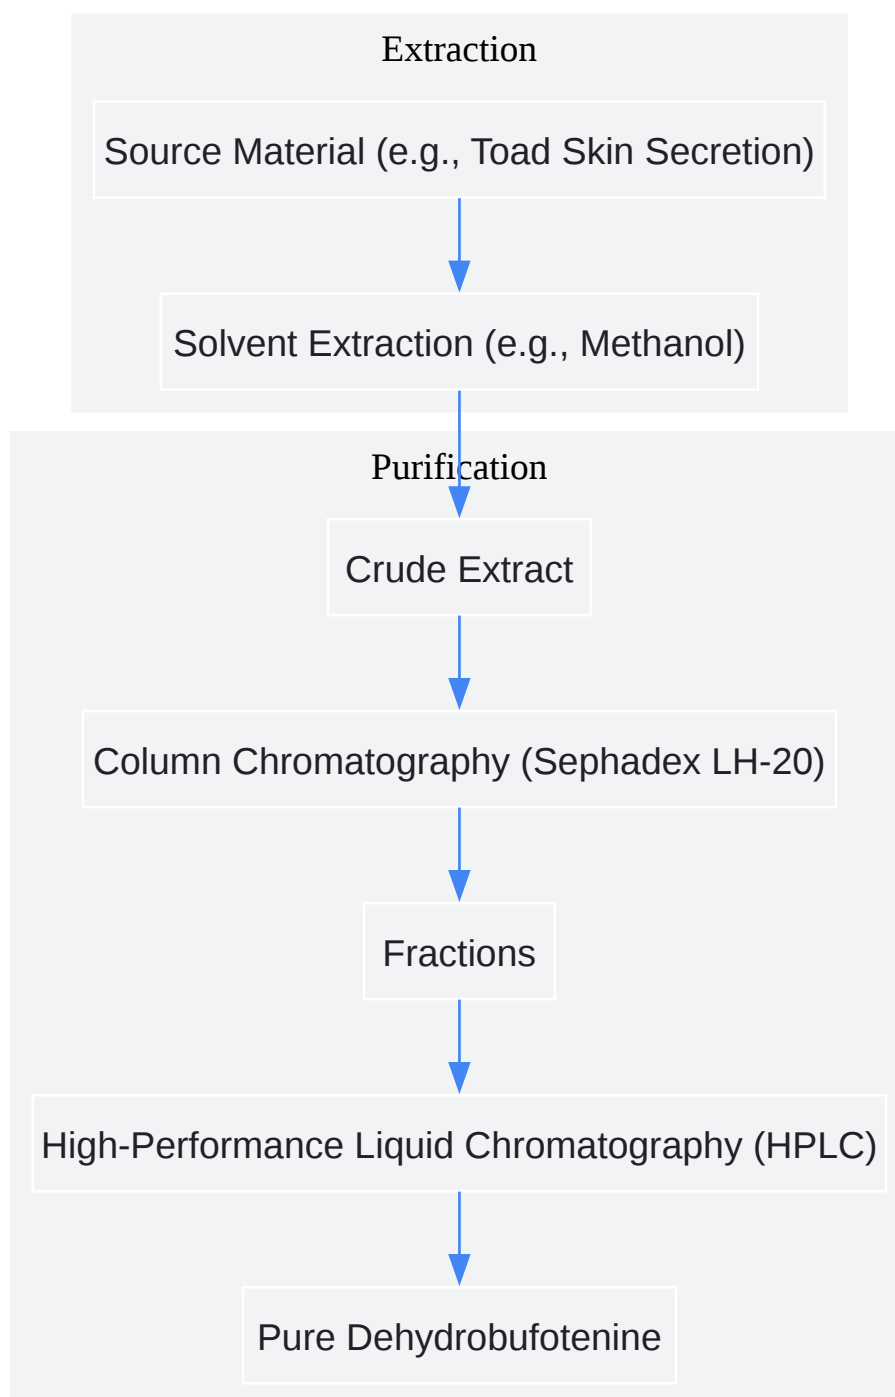 Extraction
Source Material (e.g., Toad Skin Secretion)
Solvent Extraction (e.g., Methanol)
Purification
Crude Extract
Column Chromatography (Sephadex LH-20)
Fractions
High-Performance Liquid Chromatography (HPLC)
Pure Dehydrobufotenine